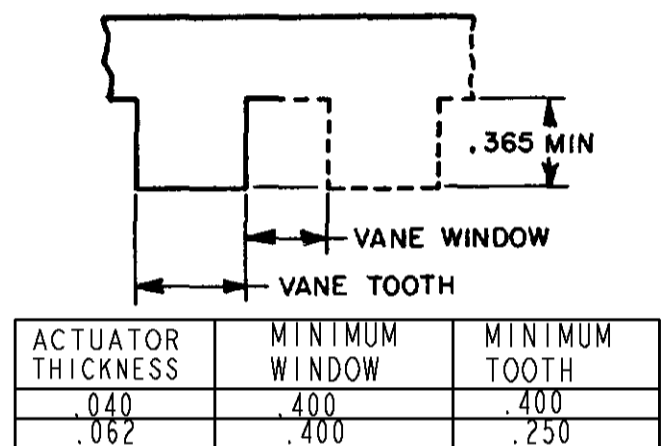 .365 MIN
VANE WINDOW
VANE TOOTH
ACTUATOR THICKNESS MINIMUM WINDOW MINIMUM TOOTH
.040 .400 .400
.062 .400 .250